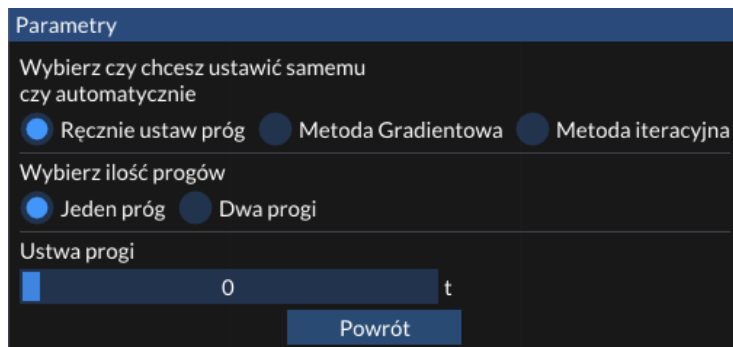 Parametry
Wybierz czy chcesz ustawić samemu
czy automatycznie
Ręcznie ustaw próg Metoda Gradientowa Metoda iteracyjna
Wybierz ilość progów
Jeden próg Dwa progi
Ustwa progi
0 t
Powrót